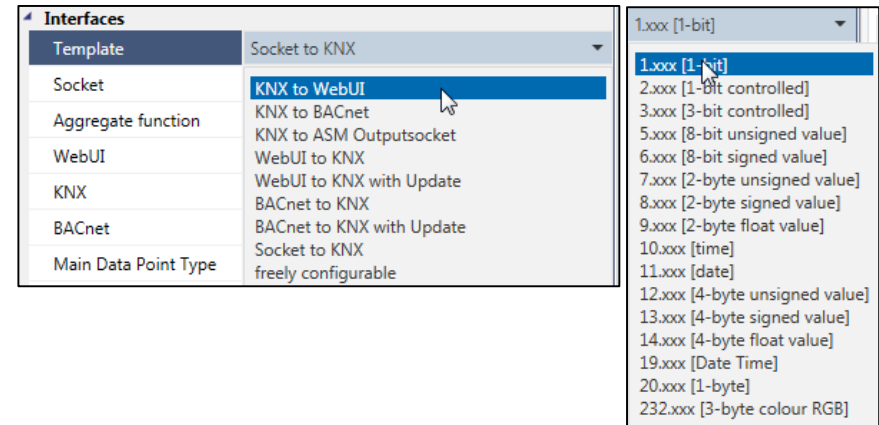 Interfaces
Template
Socket to KNX
Socket
Aggregate function
WebUI
KNX
BACnet
Main Data Point Type
KNX to WebUI
KNX to BACnet
KNX to ASM Outputsocket
WebUI to KNX
WebUI to KNX with Update
BACnet to KNX
BACnet to KNX with Update
Socket to KNX
freely configurable
1.xxx [1-bit]
1.xxx [1-bit]
2.xxx [1-bit controlled]
3.xxx [3-bit controlled]
5.xxx [8-bit unsigned value]
6.xxx [8-bit signed value]
7.xxx [2-byte unsigned value]
8.xxx [2-byte signed value]
9.xxx [2-byte float value]
10.xxx [time]
11.xxx [date]
12.xxx [4-byte unsigned value]
13.xxx [4-byte signed value]
14.xxx [4-byte float value]
19.xxx [Date Time]
20.xxx [1-byte]
232.xxx [3-byte colour RGB]